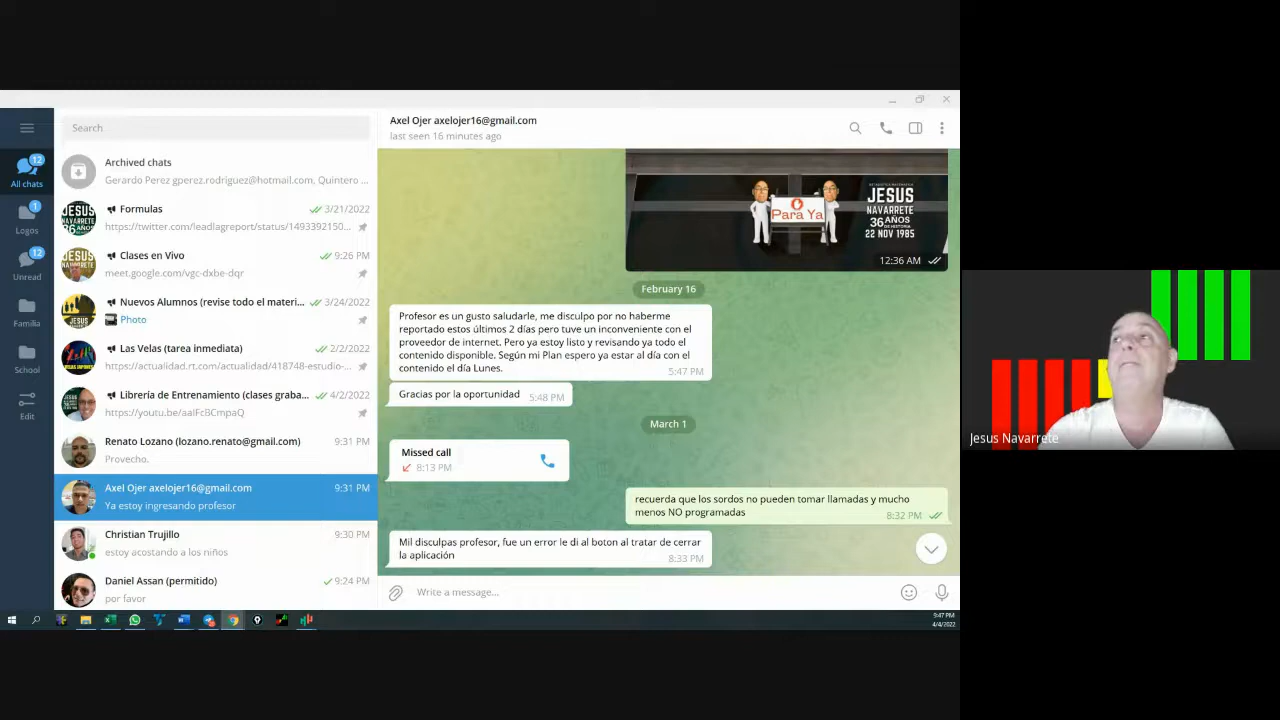 Axel Ojer axelojer16@gmail.com
last seen 16 minutes ago
Search
12
All chats
1
Logos
12
Unread
Familia
School
Edit
Archived chats
Gerardo Perez gperez.rodriguez@hotmail.com, Quintero ...
Formulas
3/21/2022
https://twitter.com/leadlagreport/status/1493392150...
Clases en Vivo
9:26 PM
meet.google.com/vgc-dxbe-dqr
Nuevos Alumnos (revise todo el materi...
3/24/2022
Photo
Las Velas (tarea inmediata)
2/2/2022
https://actualidad.rt.com/actualidad/418748-estudio-...
Librería de Entrenamiento (clases graba...
4/2/2022
https://youtu.be/aaIFcBCmpaQ
Renato Lozano (lozano.renato@gmail.com)
9:31 PM
Provecho.
Axel Ojer axelojer16@gmail.com
9:31 PM
Ya estoy ingresando profesor
Christian Trujillo
9:30 PM
estoy acostando a los niños
Daniel Assan (permitido)
9:24 PM
por favor
Para Ya
JESUS
NAVARRETE
36 AÑOS
DE HISTORIA
22 NOV 1985
12:36 AM
February 16
Profesor es un gusto saludarle, me disculpo por no haberme
reportado estos últimos 2 días pero tuve un inconveniente con el
proveedor de internet. Pero ya estoy listo y revisando ya todo el
contenido disponible. Según mi Plan espero ya estar al día con el
contenido el día Lunes.
5:47 PM
Gracias por la oportunidad
5:48 PM
March 1
Missed call
8:13 PM
recuerda que los sordos no pueden tomar llamadas y mucho
menos NO programadas
8:32 PM
Mil disculpas profesor, fue un error le di al boton al tratar de cerrar
la aplicación
8:33 PM
Write a message...
9:47 PM
4/4/2022
Jesus Navarrete